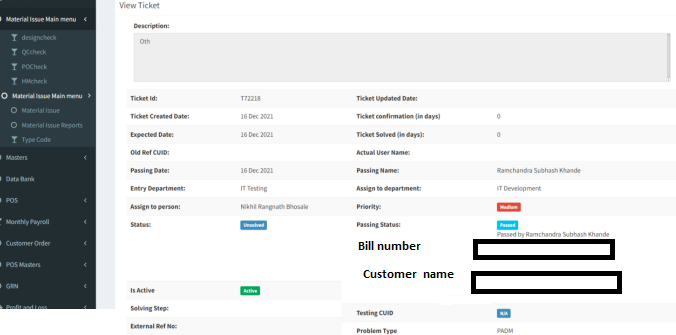 View Ticket
Material Issue Main menu
designcheck
QCcheck
POCheck
HMcheck
Material Issue Main menu
Material Issue
Material Issue Reports
Type Code
Masters
Data Bank
POS
Monthly Payroll
Customer Order
POS Masters
GRN
Profit and Loss
Description:
Oth
Ticket Id: T72218 Ticket Updated Date:
Ticket Created Date: 16 Dec 2021 Ticket confirmation (in days) 0
Expected Date: 16 Dec 2021 Ticket Solved (in days): 0
Old Ref CUID: Actual User Name:
Passing Date: 16 Dec 2021 Passing Name: Ramchandra Subhash Khande
Entry Department: IT Testing Assign to department: IT Development
Assign to person: Nikhil Rangnath Bhosale Priority: Medium
Status: Unsolved Passing Status: Passed
Passed by Ramchandra Subhash Khande
Bill number
Customer name
Is Active Active
Solving Step: Testing CUID N/A
External Ref No: Problem Type PADM